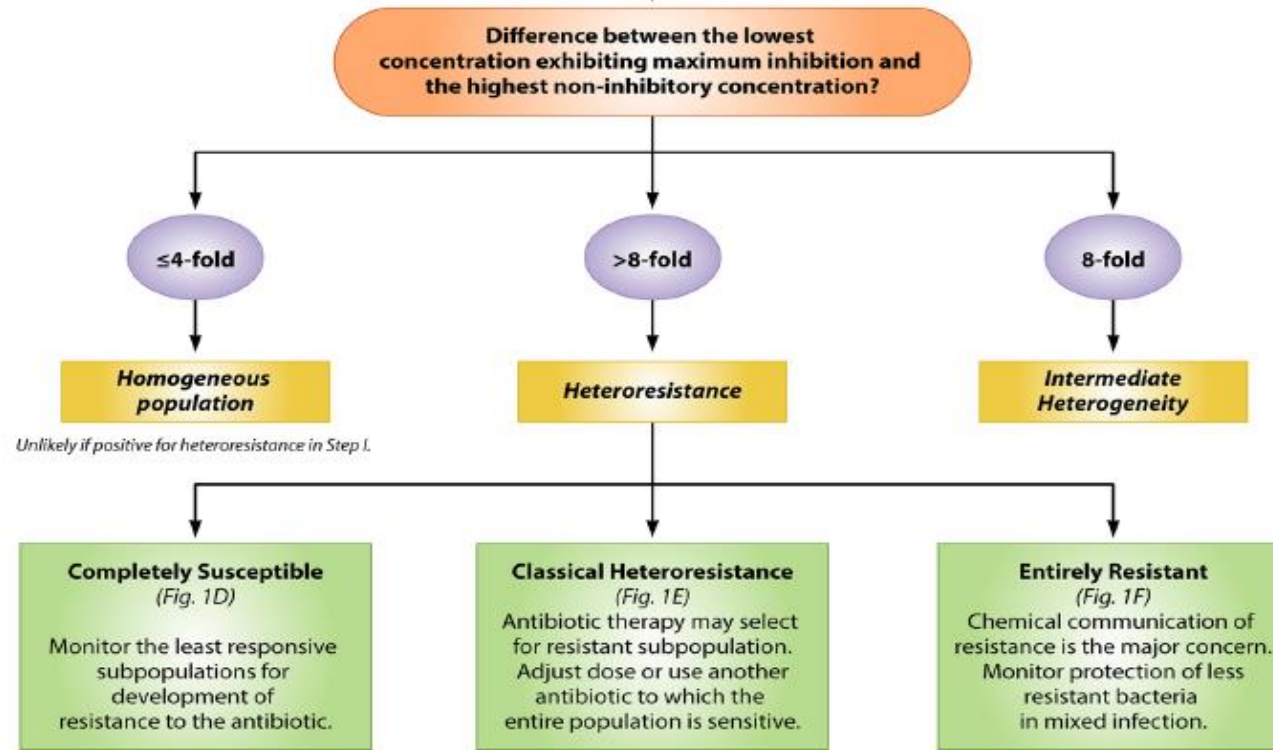 Difference between the lowest
concentration exhibiting maximum inhibition and
the highest non-inhibitory concentration?
≤4-fold
>8-fold
8-fold
Homogeneous
population
Heteroresistance
Intermediate
Heterogeneity
Unlikely if positive for heteroresistance in Step I.
Completely Susceptible
(Fig. 1D)
Monitor the least responsive
subpopulations for
development of
resistance to the antibiotic.
Classical Heteroresistance
(Fig. 1E)
Antibiotic therapy may select
for resistant subpopulation.
Adjust dose or use another
antibiotic to which the
entire population is sensitive.
Entirely Resistant
(Fig. 1F)
Chemical communication of
resistance is the major concern.
Monitor protection of less
resistant bacteria
in mixed infection.